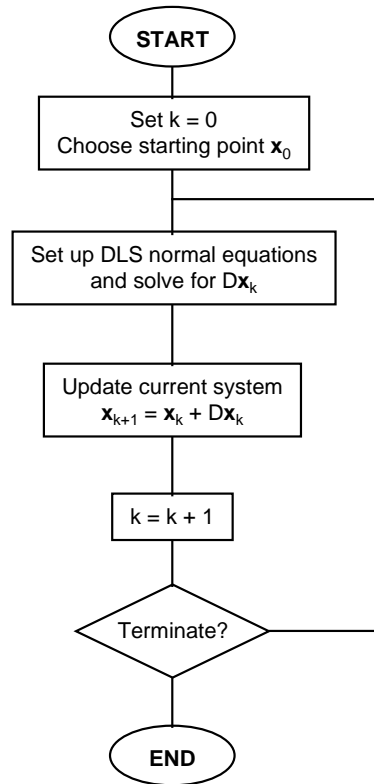 START
Set k = 0
Choose starting point x₀
Set up DLS normal equations
and solve for Dxₖ
Update current system
xₖ₊₁ = xₖ + Dxₖ
k = k + 1
Terminate?
END